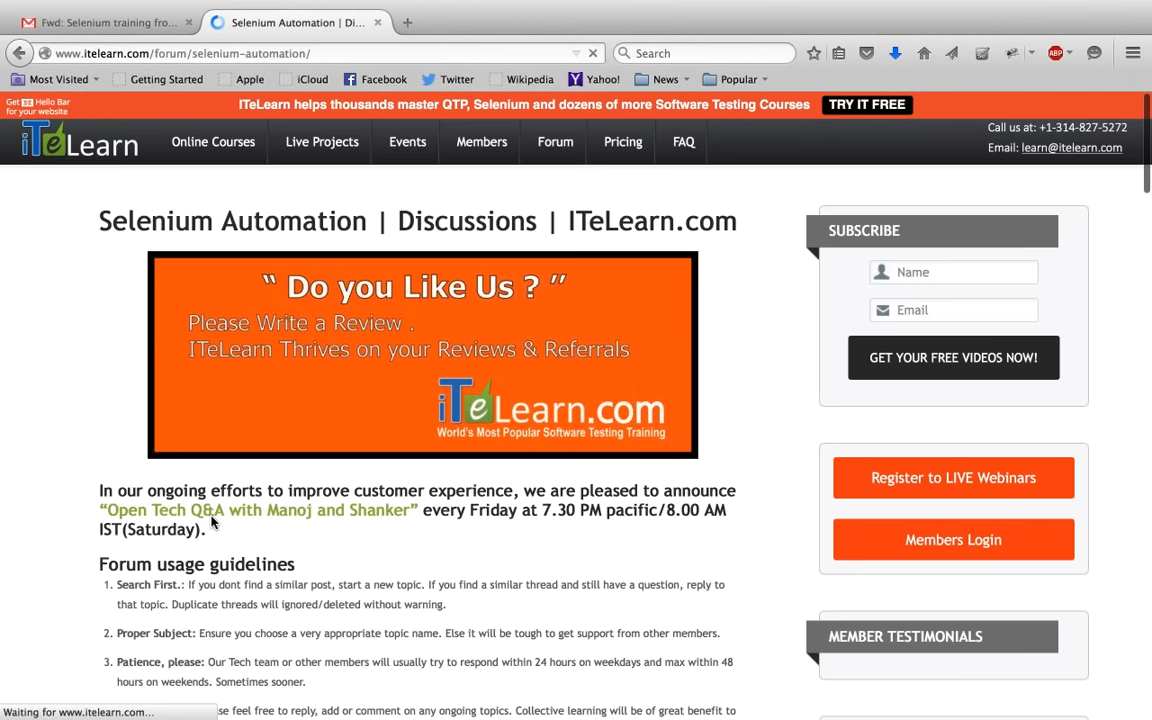 Fwd: Selenium training fro...
Selenium Automation | Di...
www.itelearn.com/forum/selenium-automation/
Search
ABP
Most Visited
Getting Started
Apple
iCloud
Facebook
Twitter
Wikipedia
Yahoo!
News
Popular
Get Hello Bar
for your website
ITeLearn helps thousands master QTP, Selenium and dozens of more Software Testing Courses
TRY IT FREE
iTeLearn
Online Courses
Live Projects
Events
Members
Forum
Pricing
FAQ
Call us at: +1-314-827-5272
Email: learn@itelearn.com
Selenium Automation | Discussions | ITeLearn.com
“ Do you Like Us ? ”
Please Write a Review .
ITeLearn Thrives on your Reviews & Referrals
iTeLearn.com
World's Most Popular Software Testing Training
In our ongoing efforts to improve customer experience, we are pleased to announce
“Open Tech Q&A with Manoj and Shanker” every Friday at 7.30 PM pacific/8.00 AM
IST(Saturday).
Forum usage guidelines
1. Search First.: If you dont find a similar post, start a new topic. If you find a similar thread and still have a question, reply to
that topic. Duplicate threads will ignored/deleted without warning.
2. Proper Subject: Ensure you choose a very appropriate topic name. Else it will be tough to get support from other members.
3. Patience, please: Our Tech team or other members will usually try to respond within 24 hours on weekdays and max within 48
hours on weekends. Sometimes sooner.
se feel free to reply, add or comment on any ongoing topics. Collective learning will be of great benefit to
SUBSCRIBE
Name
Email
GET YOUR FREE VIDEOS NOW!
Register to LIVE Webinars
Members Login
MEMBER TESTIMONIALS
Waiting for www.itelearn.com...